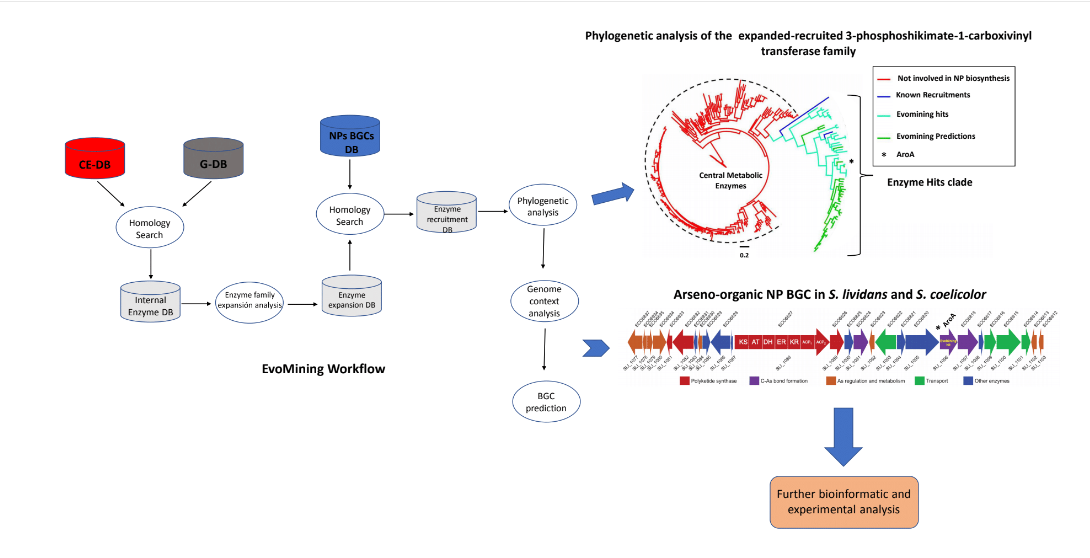 Phylogenetic analysis of the expanded-recruited 3-phosphoshikimate-1-carboxivinyl
transferase family
Not involved in NP biosynthesis
Known Recruitments
Evomining hits
Evomining Predictions
* AroA
*
Enzyme Hits clade
Central Metabolic
Enzymes
0.2
CE-DB
G-DB
NPs BGCs
DB
Homology
Search
Homology
Search
Enzyme
recruitment
DB
Phylogenetic
analysis
Internal
Enzyme DB
Enzyme family
expansión analysis
Enzyme
expansion DB
Genome
context
analysis
BGC
prediction
EvoMining Workflow
Arseno-organic NP BGC in S. lividans and S. coelicolor
* AroA
KS AT DH ER KR ACP₁ ACP₂
Polyketide synthase
C-As bond formation
As regulation and metabolism
Transport
Other enzymes
Further bioinformatic and
experimental analysis